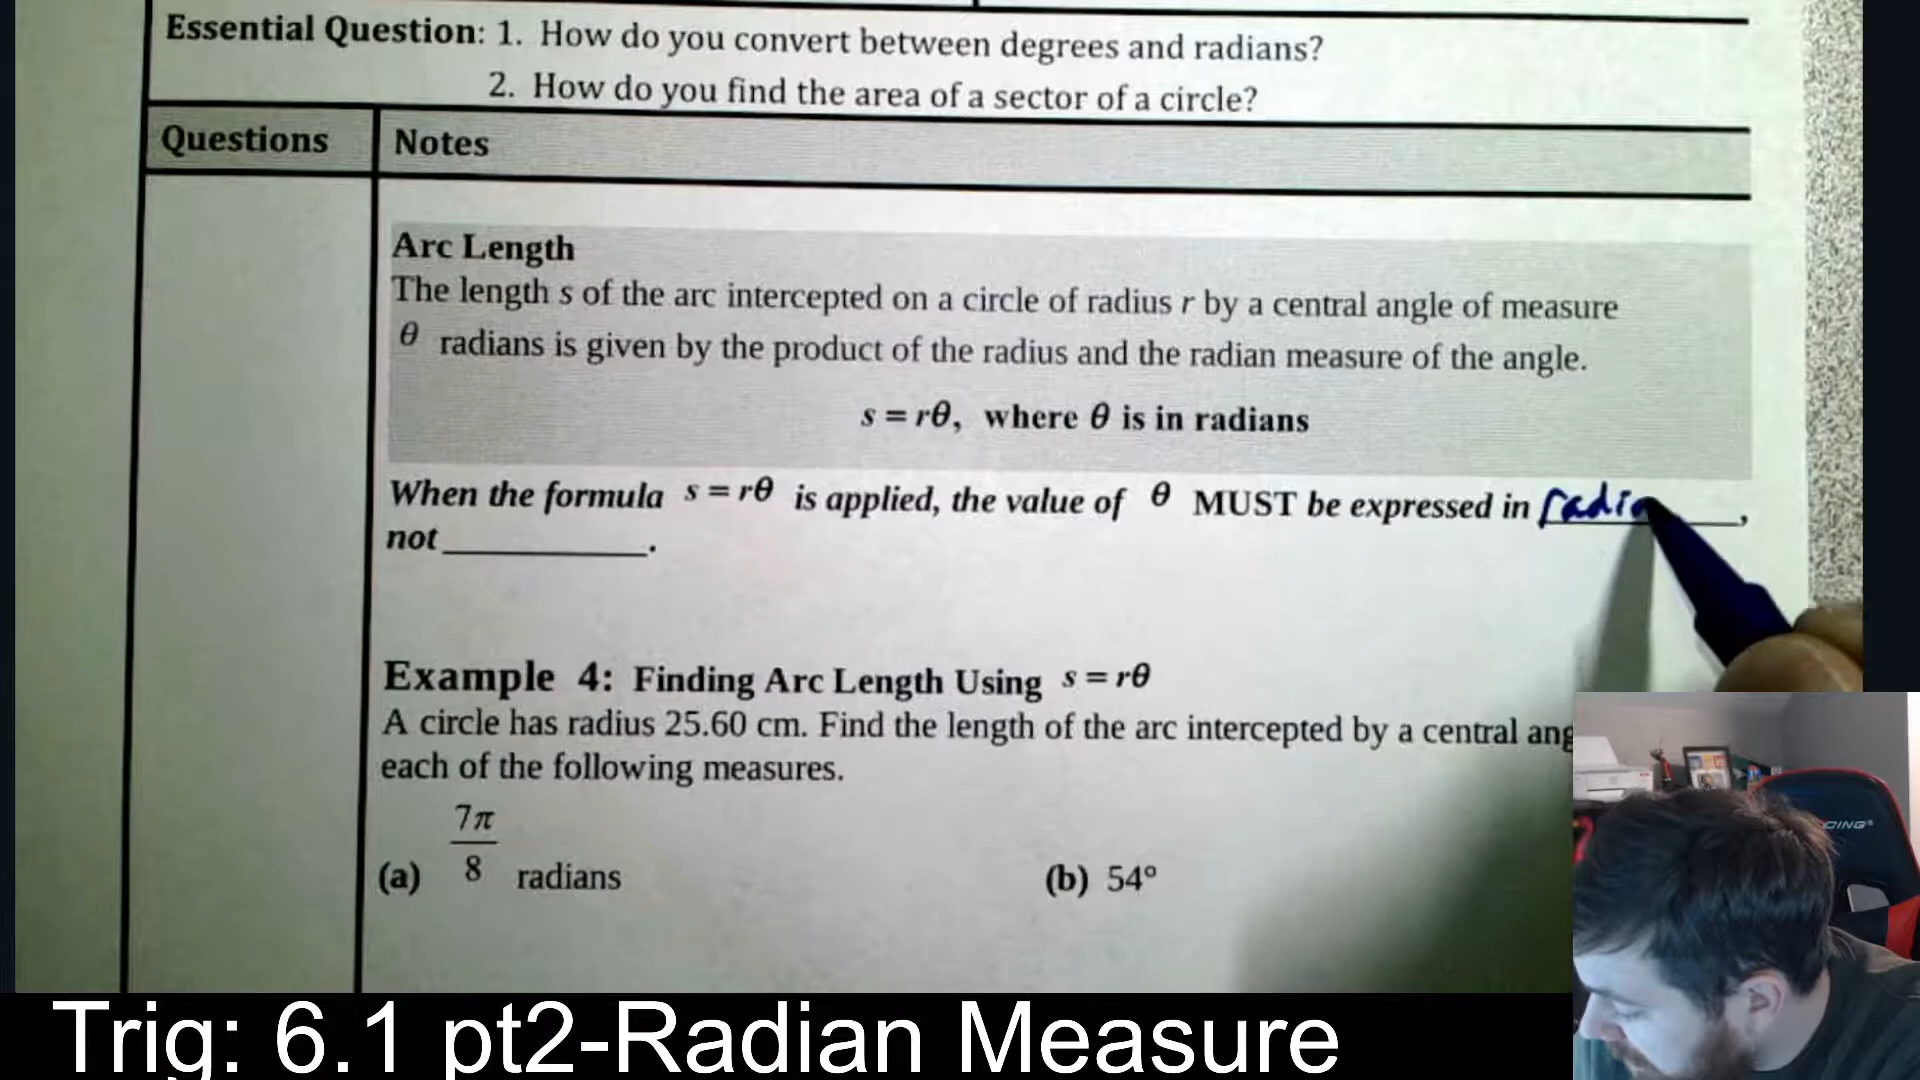 Essential Question: 1. How do you convert between degrees and radians?
2. How do you find the area of a sector of a circle?
Questions
Notes
Arc Length
The length s of the arc intercepted on a circle of radius r by a central angle of measure
θ radians is given by the product of the radius and the radian measure of the angle.
s = rθ, where θ is in radians
When the formula s = rθ is applied, the value of θ MUST be expressed in radia________,
not __________.
Example 4: Finding Arc Length Using s = rθ
A circle has radius 25.60 cm. Find the length of the arc intercepted by a central ang
each of the following measures.
(a) 7π/8 radians
(b) 54°
CING
Trig: 6.1 pt2-Radian Measure